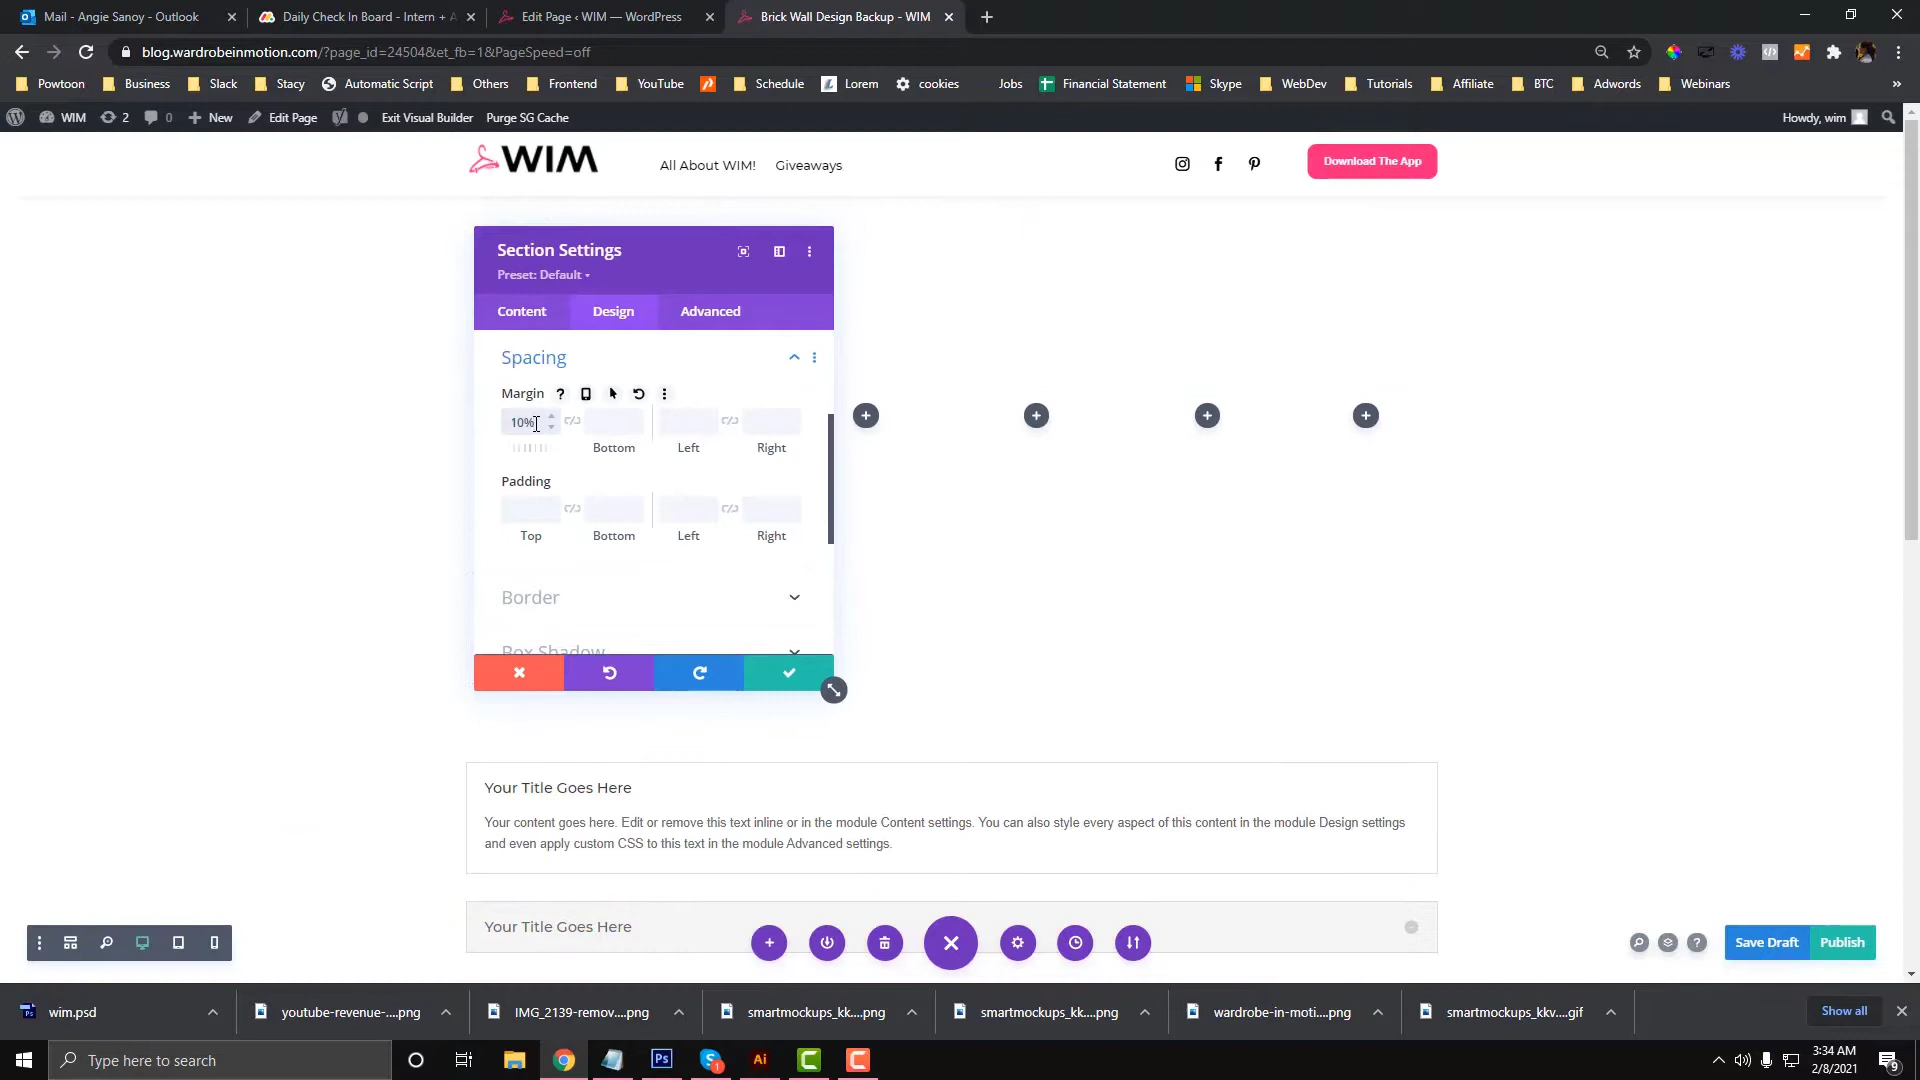 Mail - Angie Sanoy - Outlook
Daily Check In Board - Intern + A
Edit Page ‹ WIM — WordPress
Brick Wall Design Backup - WIM
blog.wardrobeinmotion.com/?page_id=24504&et_fb=1&PageSpeed=off
Powtoon Business Slack Stacy Automatic Script Others Frontend YouTube Schedule Lorem cookies Jobs Financial Statement Skype WebDev Tutorials Affiliate BTC Adwords Webinars »
WIM 2 0 New Edit Page Exit Visual Builder Purge SG Cache Howdy, wim
WIM All About WIM! Giveaways Download The App
Section Settings
Preset: Default
Content Design Advanced
Spacing
Margin
10%
Bottom Left Right
Padding
Top Bottom Left Right
Border
Box Shadow
Your Title Goes Here
Your content goes here. Edit or remove this text inline or in the module Content settings. You can also style every aspect of this content in the module Design settings
and even apply custom CSS to this text in the module Advanced settings.
Your Title Goes Here
Save Draft Publish
wim.psd youtube-revenue-....png IMG_2139-remov....png smartmockups_kk....png smartmockups_kk....png wardrobe-in-moti....png smartmockups_kkv....gif Show all
Type here to search
Ps
1
Ai
3:34 AM
2/8/2021
9